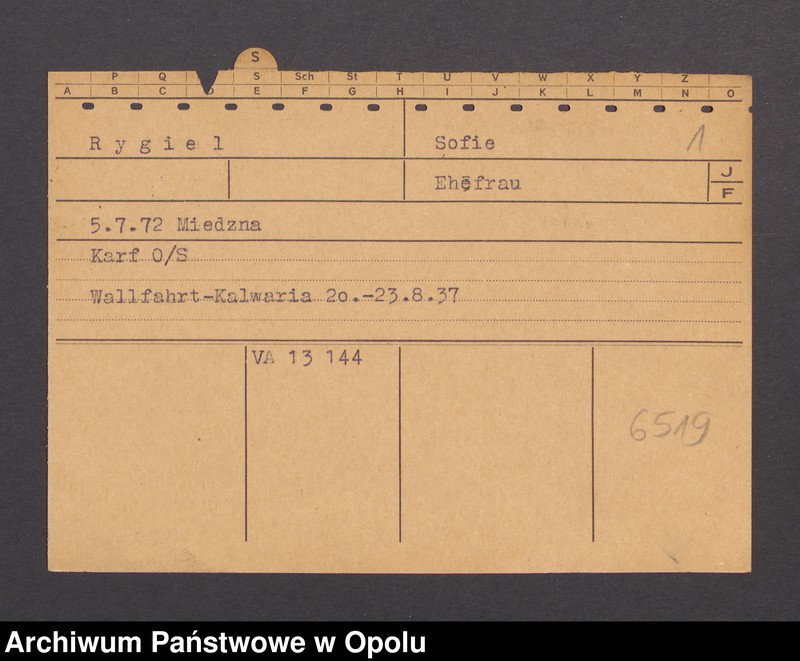 S
P Q S Sch St T U V W X Y Z
A B C D E F G H I J K L M N O
Rygiel Sofie 1
Ehefrau J
F
5.7.72 Miedzna
Karf O/S
Wallfahrt-Kalwaria 2o.-23.8.37
VA 13 144
6519
Archiwum Państwowe w Opolu